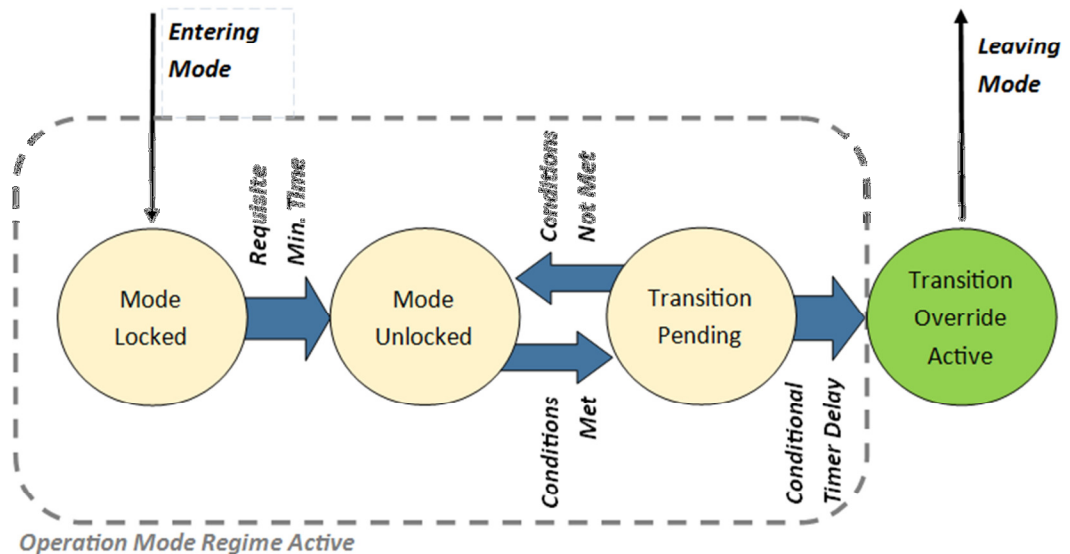 Entering
Mode
Leaving
Mode
Requisite
Min. Time
Conditions
Not Met
Mode
Locked
Mode
Unlocked
Transition
Pending
Transition
Override
Active
Conditions
Met
Conditional
Timer Delay
Operation Mode Regime Active